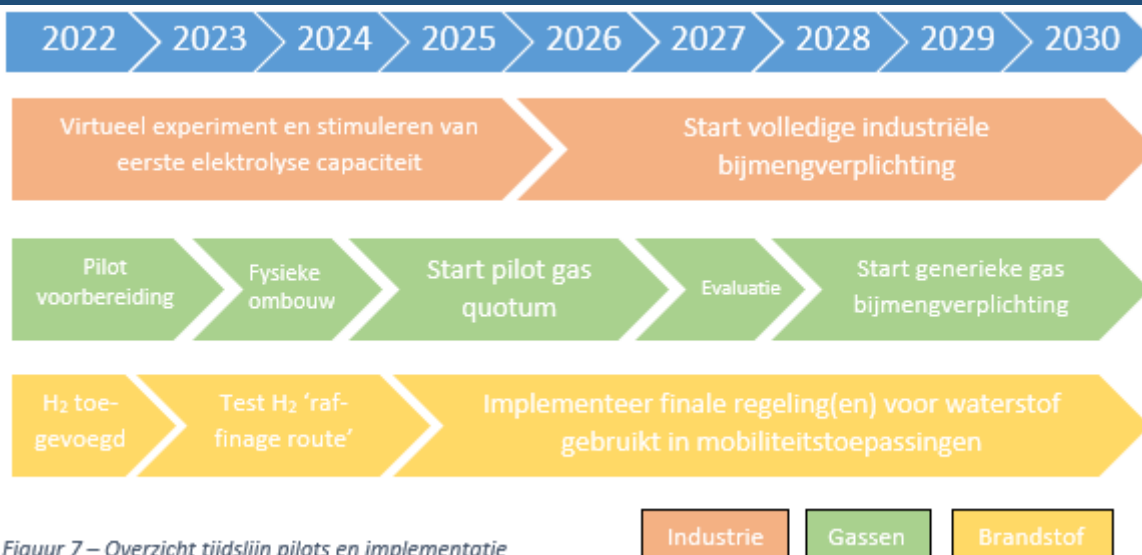 2022 2023 2024 2025 2026 2027 2028 2029 2030
Virtueel experiment en stimuleren van
eerste elektrolyse capaciteit
Start volledige industriële
bijmengverplichting
Pilot
voorbereiding
Fysieke
ombouw
Start pilot gas
quotum
Evaluatie
Start generieke gas
bijmengverplichting
H₂ toe-
gevoegd
Test H₂ ‘raf-
finage route’
Implementeer finale regeling(en) voor waterstof
gebruikt in mobiliteitstoepassingen
Figuur 7 – Overzicht tijdslijn pilots en implementatie
Industrie
Gassen
Brandstof